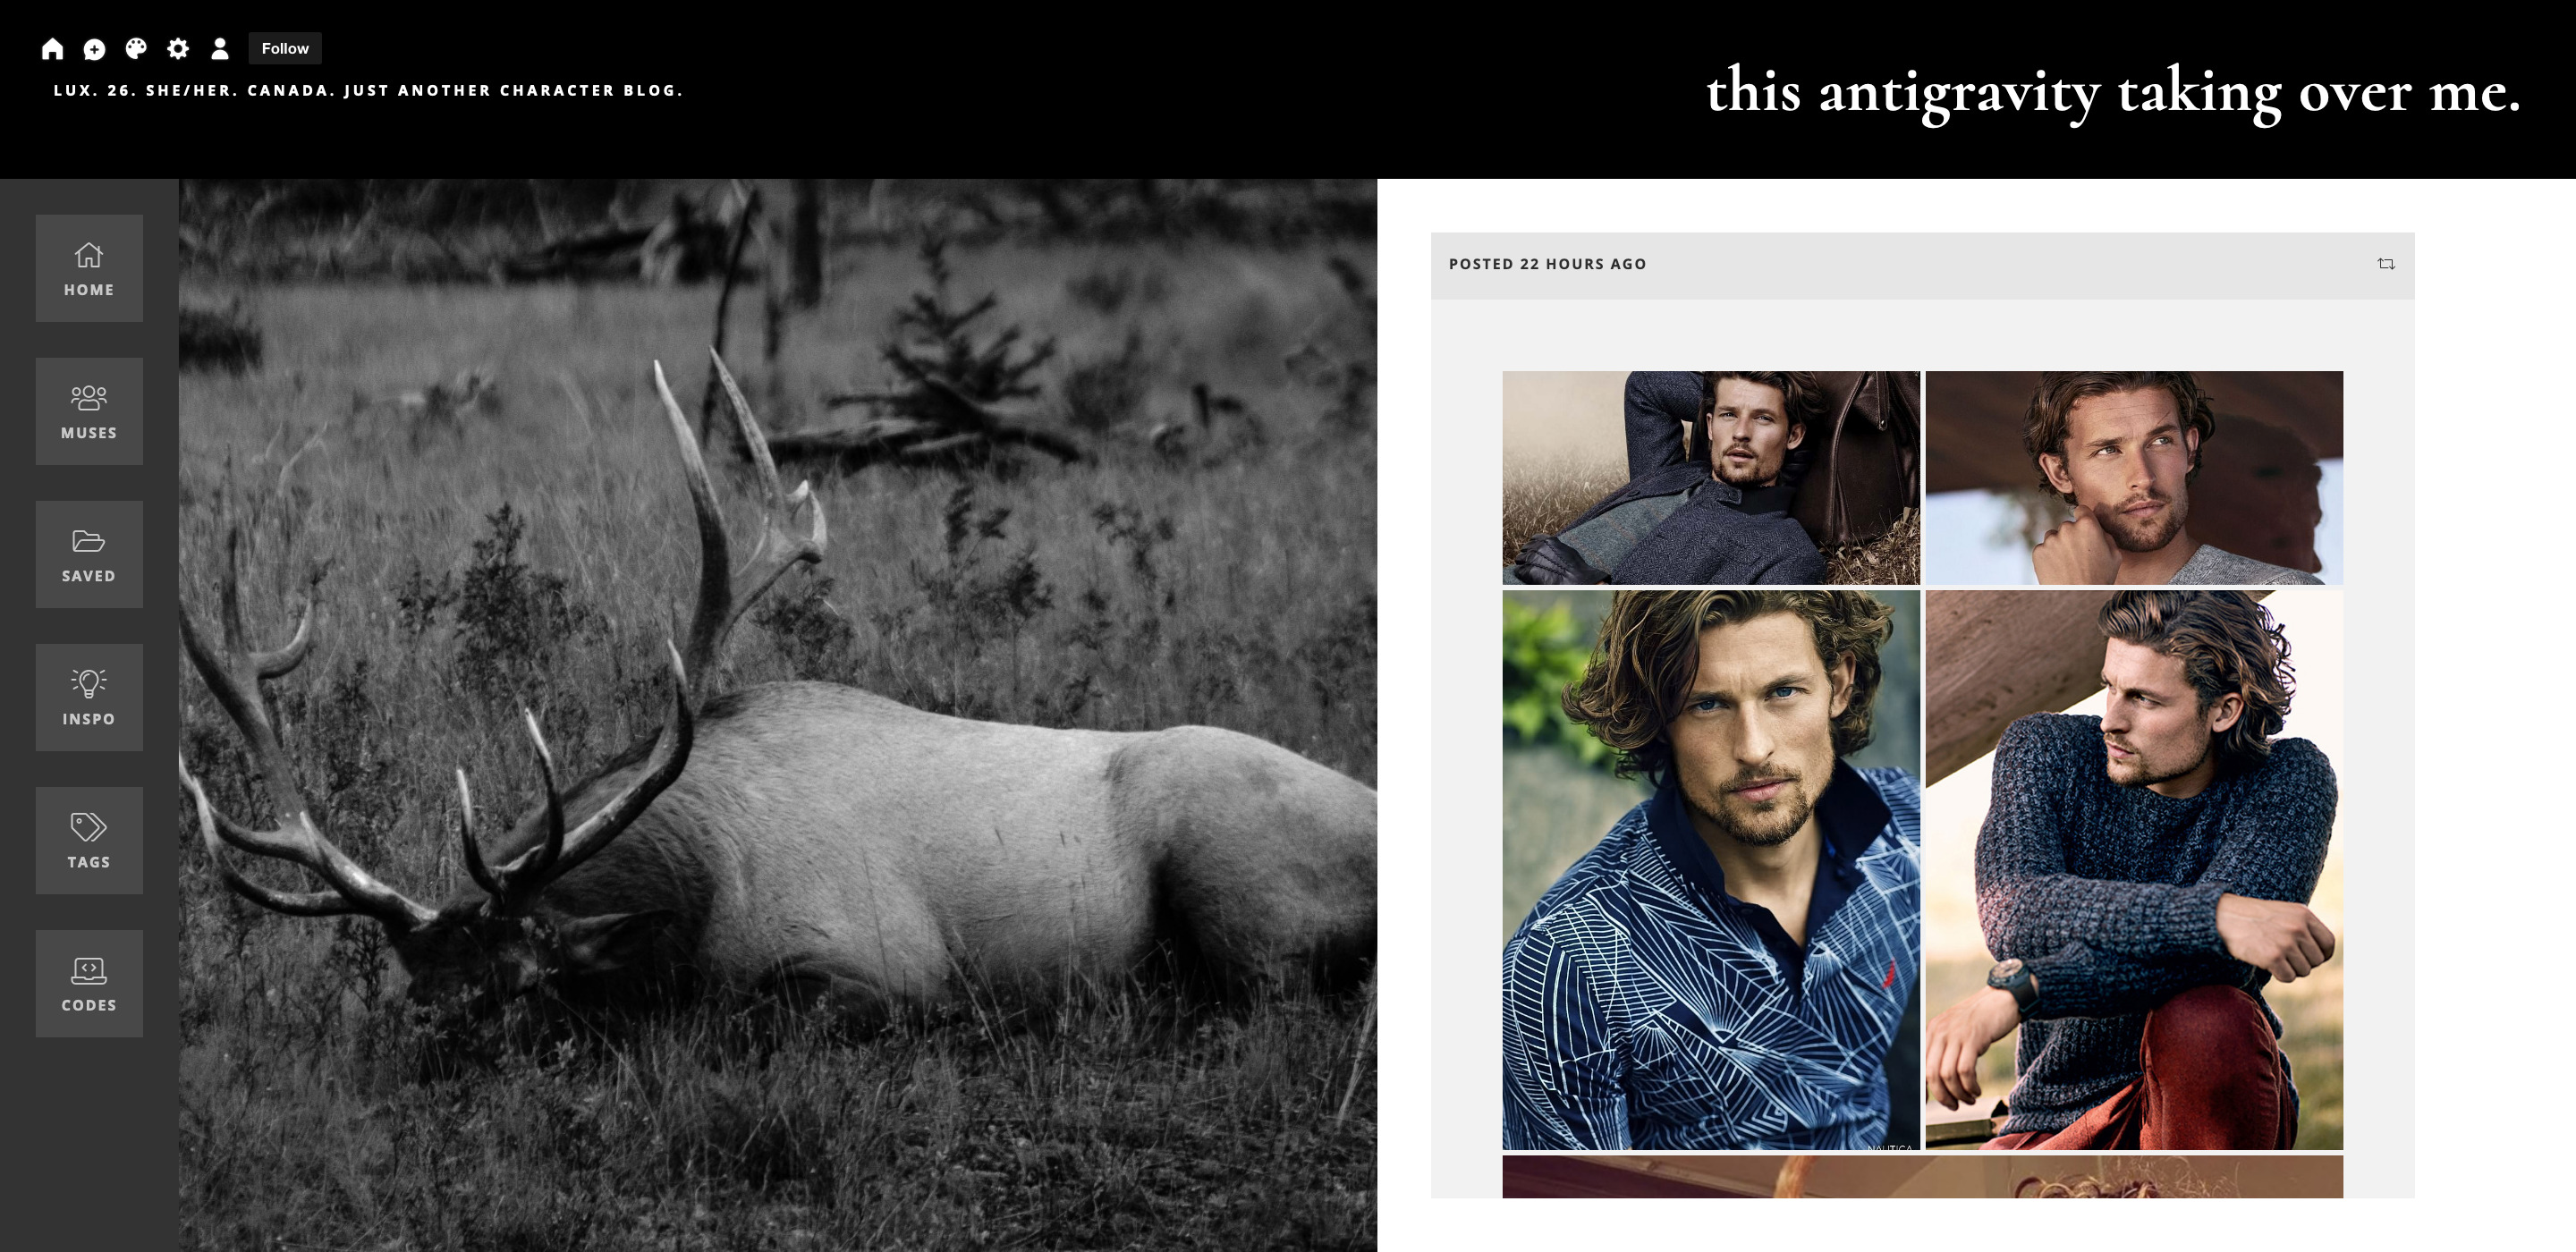 Follow
LUX. 26. SHE/HER. CANADA. JUST ANOTHER CHARACTER BLOG.
this antigravity taking over me.
HOME
MUSES
SAVED
INSPO
TAGS
CODES
POSTED 22 HOURS AGO
NAUTICA